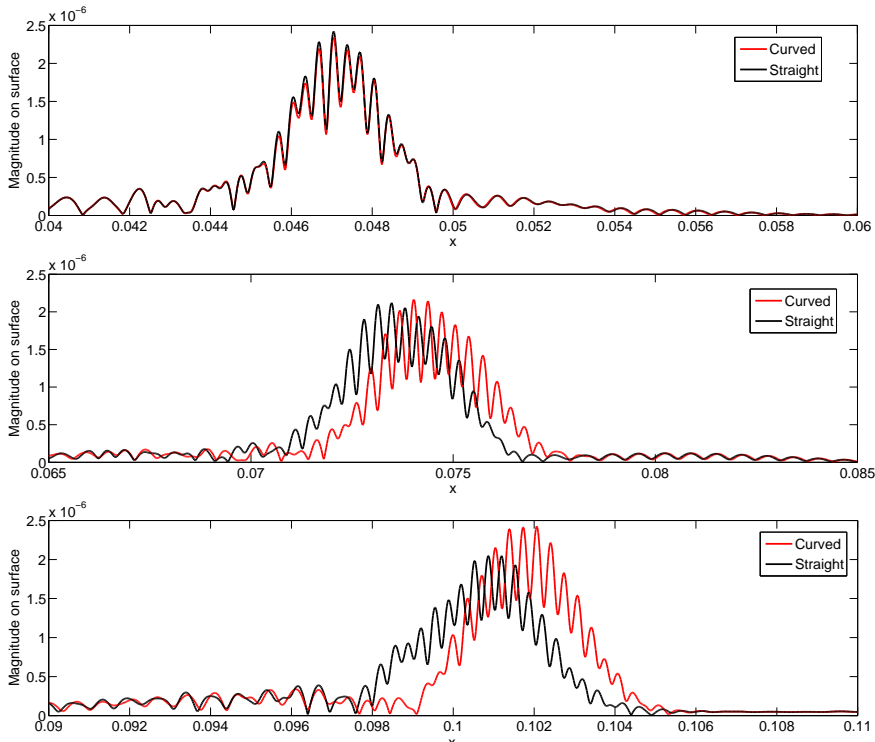 x 10⁻⁶
2.5
2
1.5
1
0.5
0
Magnitude on surface
Curved
Straight
0.04 0.042 0.044 0.046 0.048 0.05 0.052 0.054 0.056 0.058 0.06
x
x 10⁻⁶
2.5
2
1.5
1
0.5
0
Magnitude on surface
Curved
Straight
0.065 0.07 0.075 0.08 0.085
x
x 10⁻⁶
2.5
2
1.5
1
0.5
0
Magnitude on surface
Curved
Straight
0.09 0.092 0.094 0.096 0.098 0.1 0.102 0.104 0.106 0.108 0.11
x